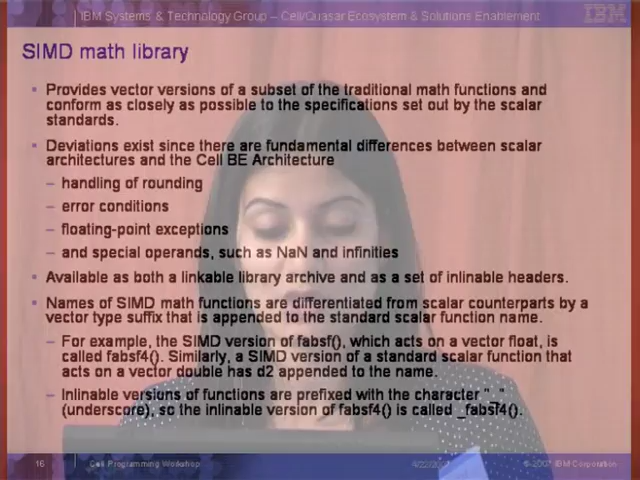 IBM Systems & Technology Group – Cell/Quasar Ecosystem & Solutions Enablement
IBM
SIMD math library
Provides vector versions of a subset of the traditional math functions and
conform as closely as possible to the specifications set out by the scalar
standards.
Deviations exist since there are fundamental differences between scalar
architectures and the Cell BE Architecture
– handling of rounding
– error conditions
– floating-point exceptions
– and special operands, such as NaN and infinities
Available as both a linkable library archive and as a set of inlinable headers.
Names of SIMD math functions are differentiated from scalar counterparts by a
vector type suffix that is appended to the standard scalar function name.
– For example, the SIMD version of fabsf(), which acts on a vector float, is
called fabsf4(). Similarly, a SIMD version of a standard scalar function that
acts on a vector double has d2 appended to the name.
– Inlinable versions of functions are prefixed with the character "_"
(underscore), so the inlinable version of fabsf4() is called _fabsf4().
16
Cell Programming Workshop
© 2007 IBM Corporation